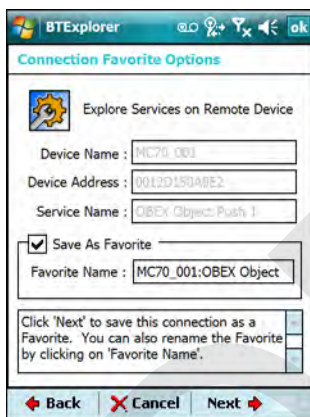 BTExplorer ok
Connection Favorite Options
Explore Services on Remote Device
Device Name : MC70_001
Device Address : 0012D158A8E2
Service Name : OBEX Object Push 1
Save As Favorite
Favorite Name : MC70_001:OBEX Object
Click 'Next' to save this connection as a
Favorite. You can also rename the Favorite
by clicking on 'Favorite Name'.
Back Cancel Next